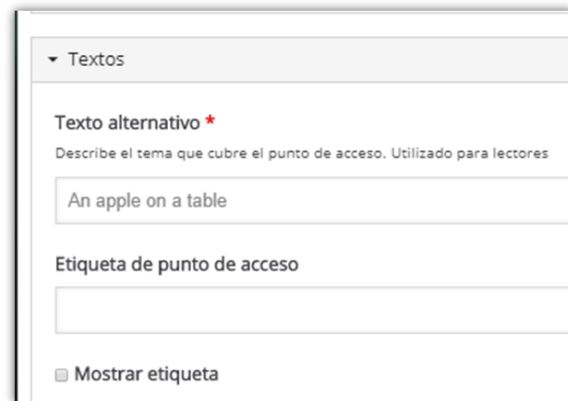 Textos
Texto alternativo *
Describe el tema que cubre el punto de acceso. Utilizado para lectores
An apple on a table
Etiqueta de punto de acceso
Mostrar etiqueta